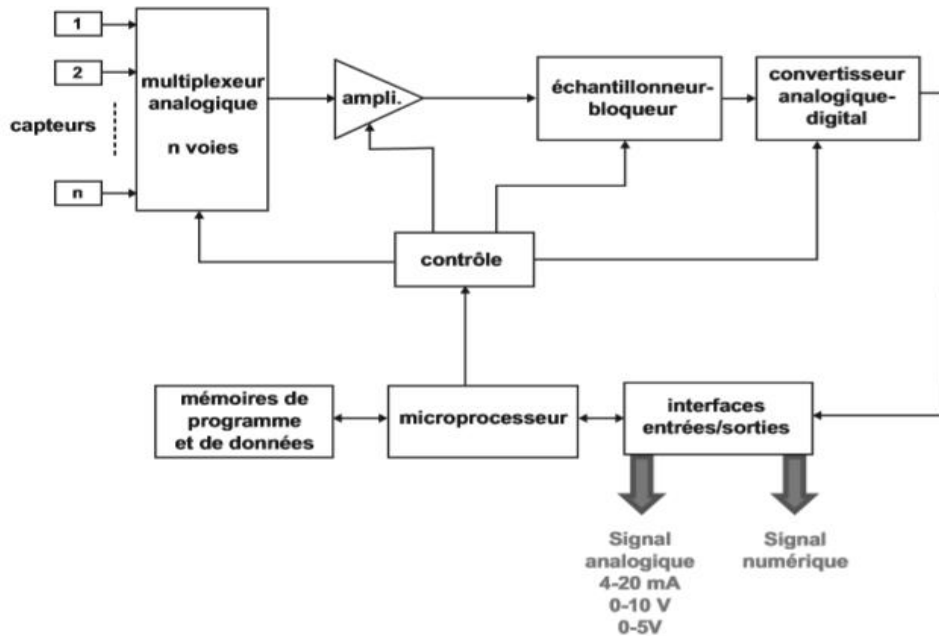 1
2
capteurs
n
multiplexeur
analogique
n voies
ampli.
échantillonneur-
bloqueur
convertisseur
analogique-
digital
contrôle
mémoires de
programme
et de données
microprocesseur
interfaces
entrées/sorties
Signal
analogique
4-20 mA
0-10 V
0-5V
Signal
numérique